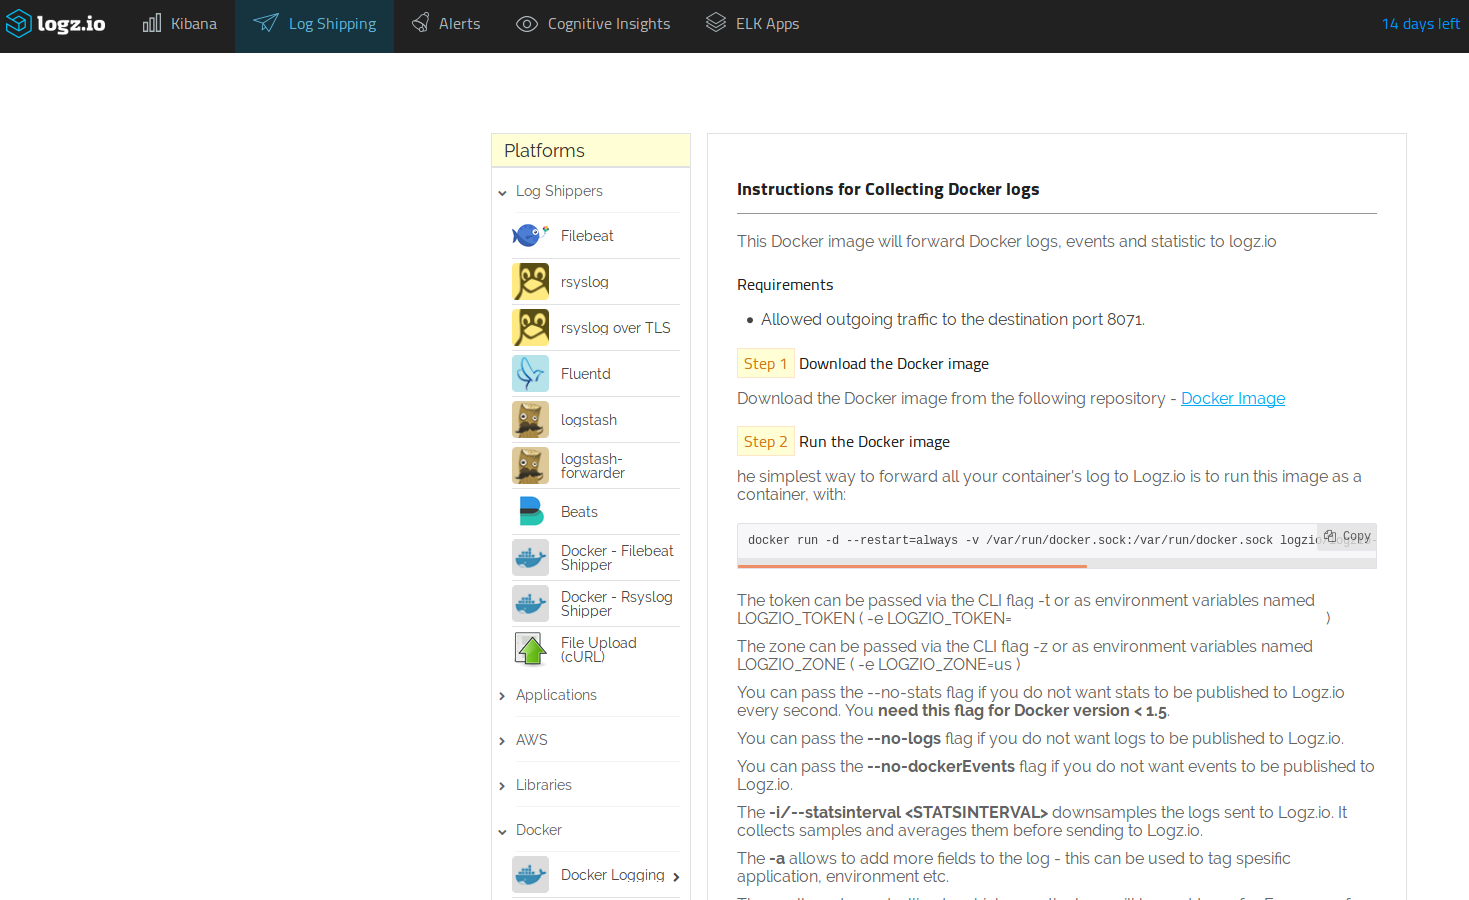 logz.io
Kibana
Log Shipping
Alerts
Cognitive Insights
ELK Apps
14 days left
Platforms
Log Shippers
Filebeat
rsyslog
rsyslog over TLS
Fluentd
logstash
logstash-
forwarder
Beats
Docker - Filebeat
Shipper
Docker - Rsyslog
Shipper
File Upload
(cURL)
Applications
AWS
Libraries
Docker
Docker Logging
Instructions for Collecting Docker logs
This Docker image will forward Docker logs, events and statistic to logz.io
Requirements
• Allowed outgoing traffic to the destination port 8071.
Step 1 Download the Docker image
Download the Docker image from the following repository - Docker Image
Step 2 Run the Docker image
he simplest way to forward all your container's log to Logz.io is to run this image as a
container, with:
docker run -d --restart=always -v /var/run/docker.sock:/var/run/docker.sock
Copy
The token can be passed via the CLI flag -t or as environment variables named
LOGZIO_TOKEN ( -e LOGZIO_TOKEN= )
The zone can be passed via the CLI flag -z or as environment variables named
LOGZIO_ZONE ( -e LOGZIO_ZONE=us )
You can pass the --no-stats flag if you do not want stats to be published to Logz.io
every second. You need this flag for Docker version < 1.5.
You can pass the --no-logs flag if you do not want logs to be published to Logz.io.
You can pass the --no-dockerEvents flag if you do not want events to be published to
Logz.io.
The -i/--statsinterval <STATSINTERVAL> downsamples the logs sent to Logz.io. It
collects samples and averages them before sending to Logz.io.
The -a allows to add more fields to the log - this can be used to tag spesific
application, environment etc.